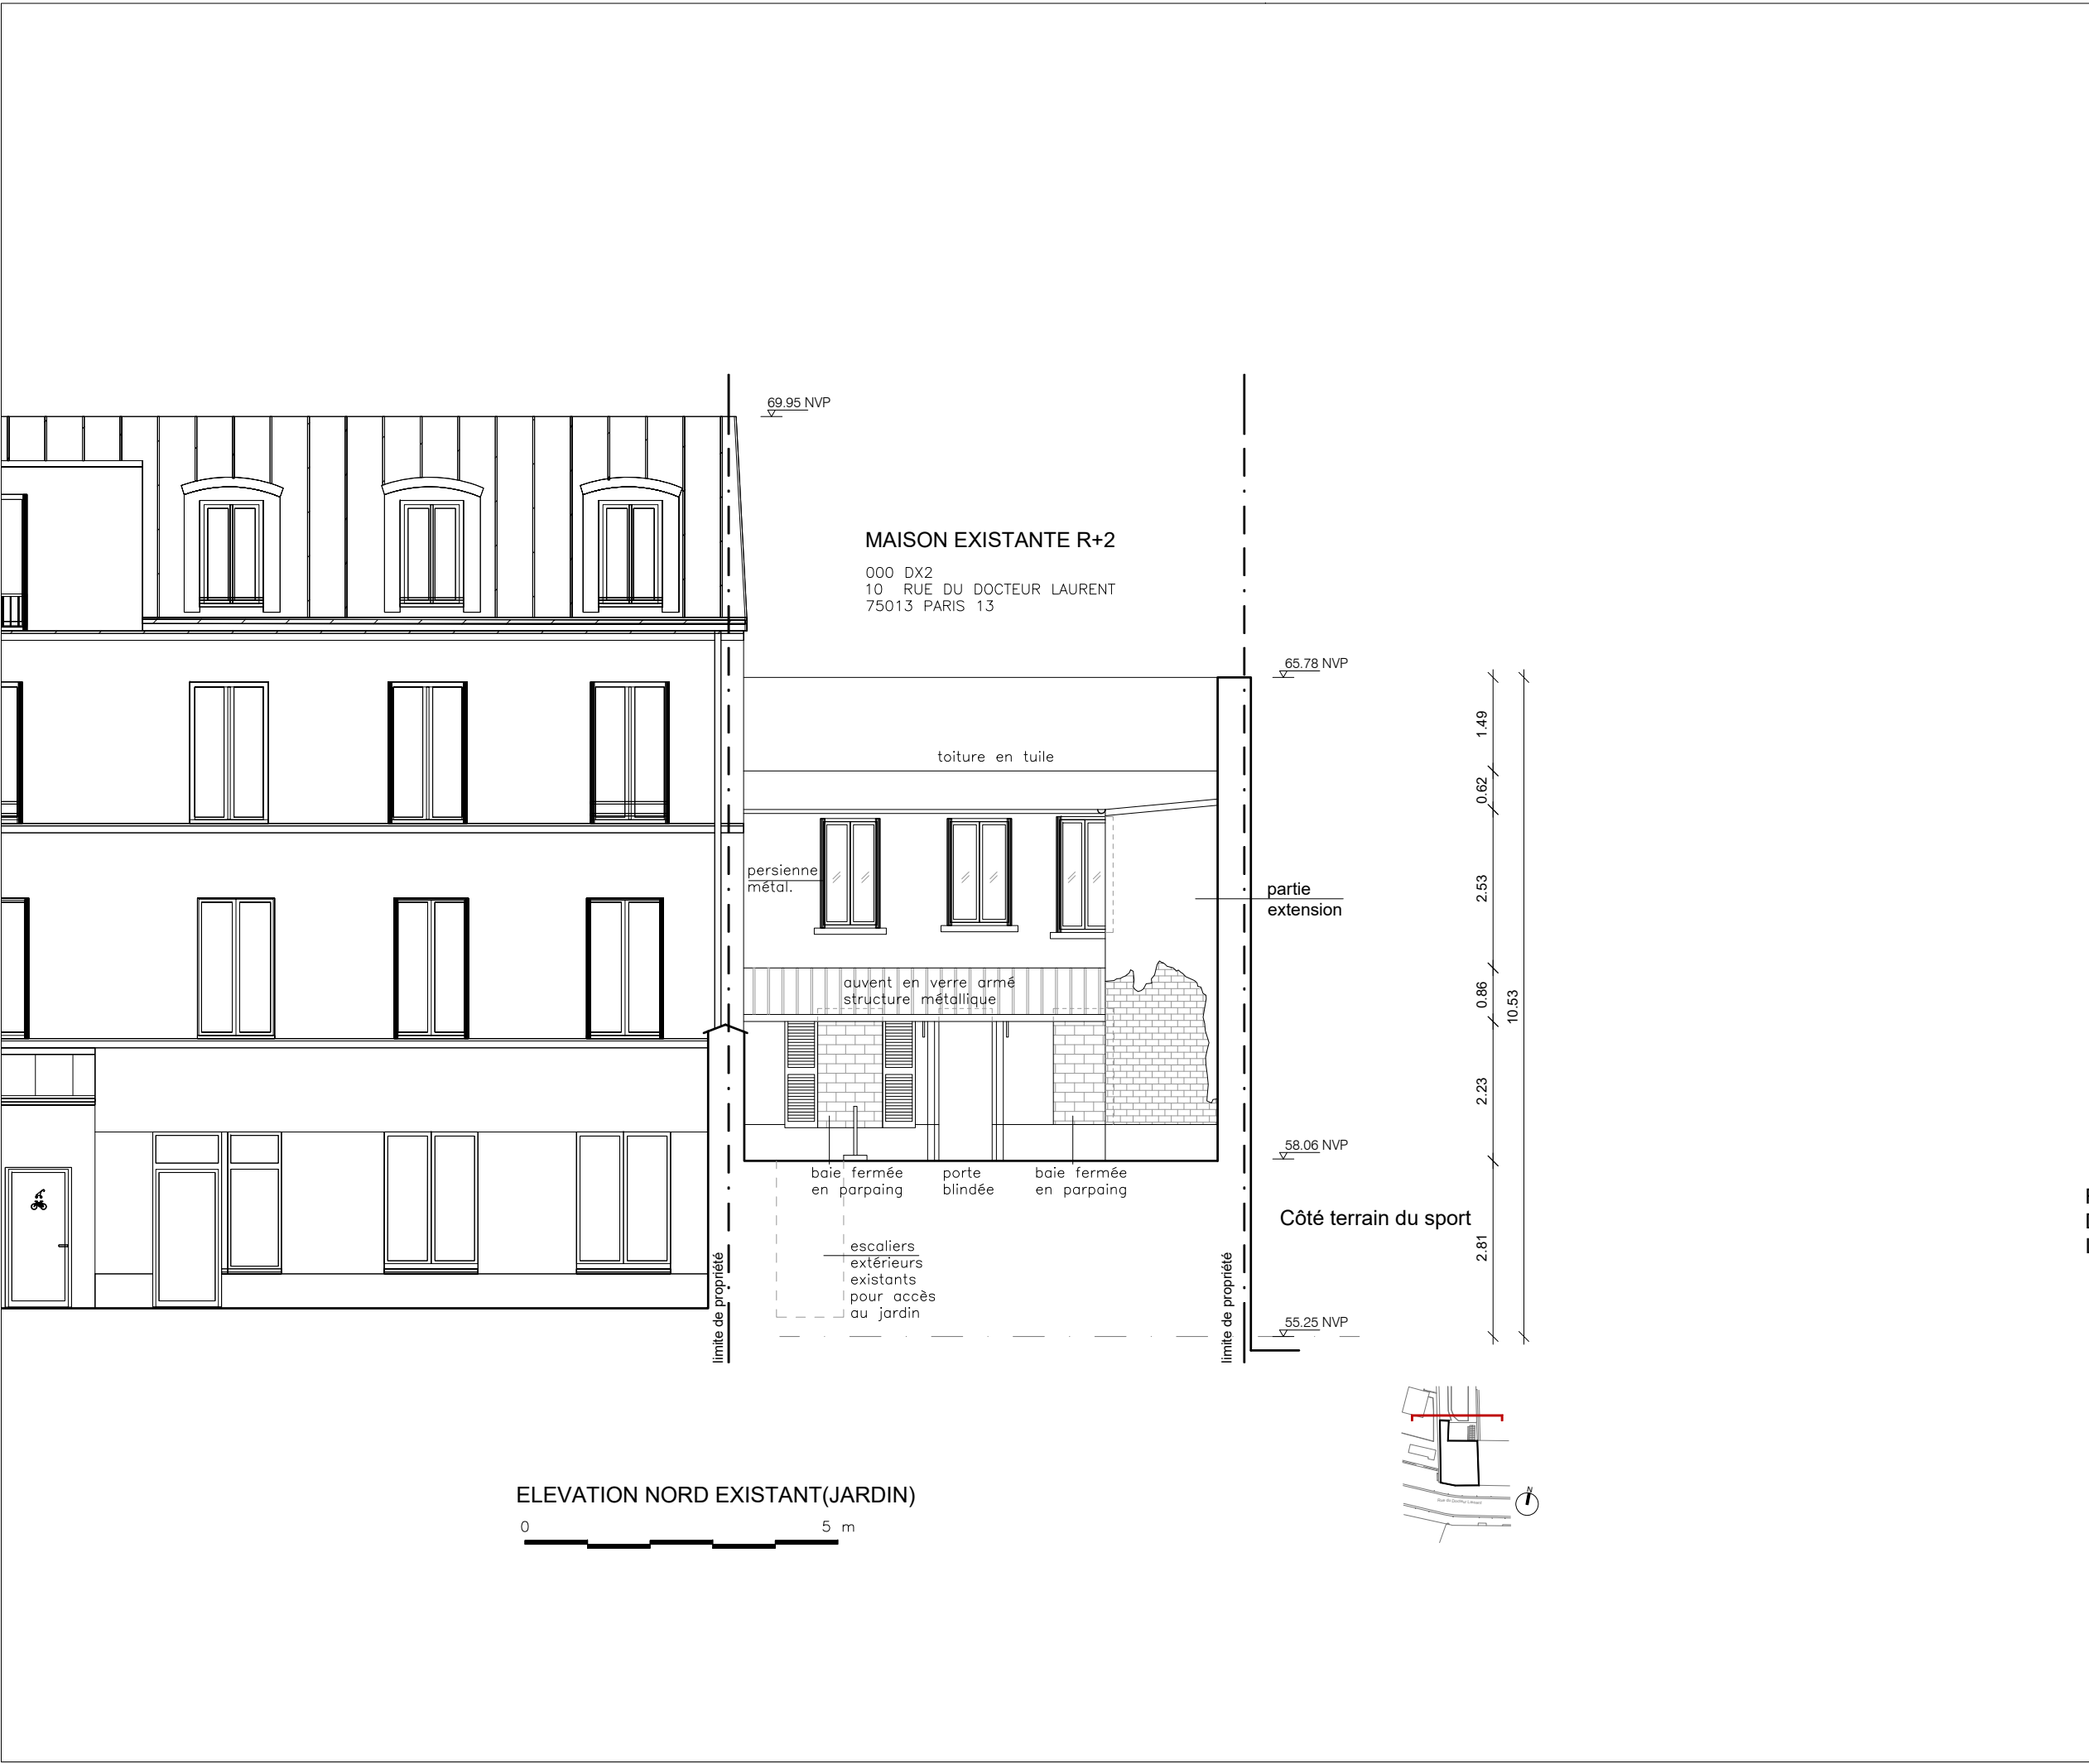 69.95 NVP
MAISON EXISTANTE R+2
000 DX2
10 RUE DU DOCTEUR LAURENT
75013 PARIS 13
65.78 NVP
1.49
toiture en tuile
0.62
persienne
métal.
2.53
partie
extension
auvent en verre armé
structure métallique
0.86
10.53
2.23
58.06 NVP
baie fermée
en parpaing
porte
blindée
baie fermée
en parpaing
Côté terrain du sport
2.81
escaliers
extérieurs
existants
pour accès
au jardin
limite de propriété
limite de propriété
55.25 NVP
N
ELEVATION NORD EXISTANT(JARDIN)
0 5 m